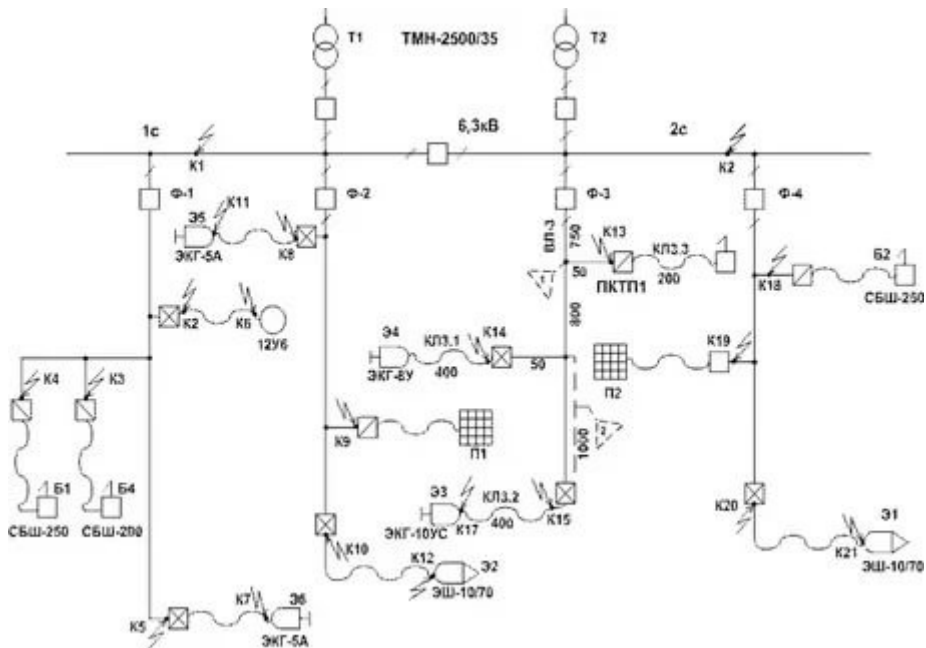 Т1
ТМН-2500/35
Т2
1с
6,3кВ
2с
К1
К2
Ф-1
Ф-2
Ф-3
Ф-4
К11
Э5
ЭКГ-5А
К8
ВЛ-3
750
К13
КЛ3.3
50
200
ПКТП1
1
Б2
К18
СБШ-250
К2
К6
12У6
800
Э4
КЛ3.1
К14
ЭКГ-8У
400
50
К19
П2
К4
К3
К9
П1
1000
2
Б1
Б4
СБШ-250
СБШ-200
Э3
КЛ3.2
ЭКГ-10УС
К17
400
К15
К20
К10
К12
Э2
ЭШ-10/70
К21
Э1
ЭШ-10/70
К5
К7
Э6
ЭКГ-5А